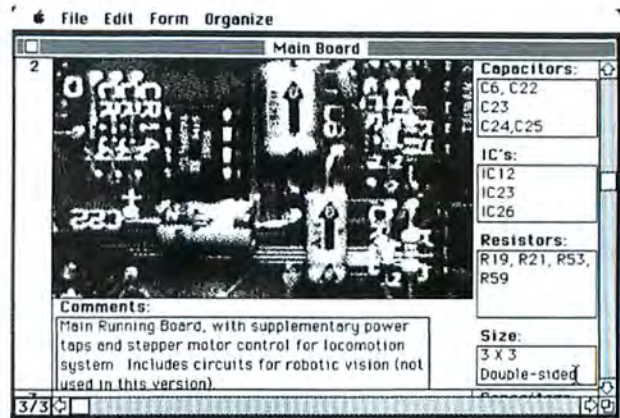 File Edit Form Organize
Main Board
2
Capacitors:
C6, C22
C23
C24,C25
IC's:
IC12
IC23
IC26
Resistors:
R19, R21, R53,
R59
Comments:
Main Running Board, with supplementary power
taps and stepper motor control for locomotion
system Includes circuits for robotic vision (not
used in this version).
Size:
3 X 3
Double-sided
3/3